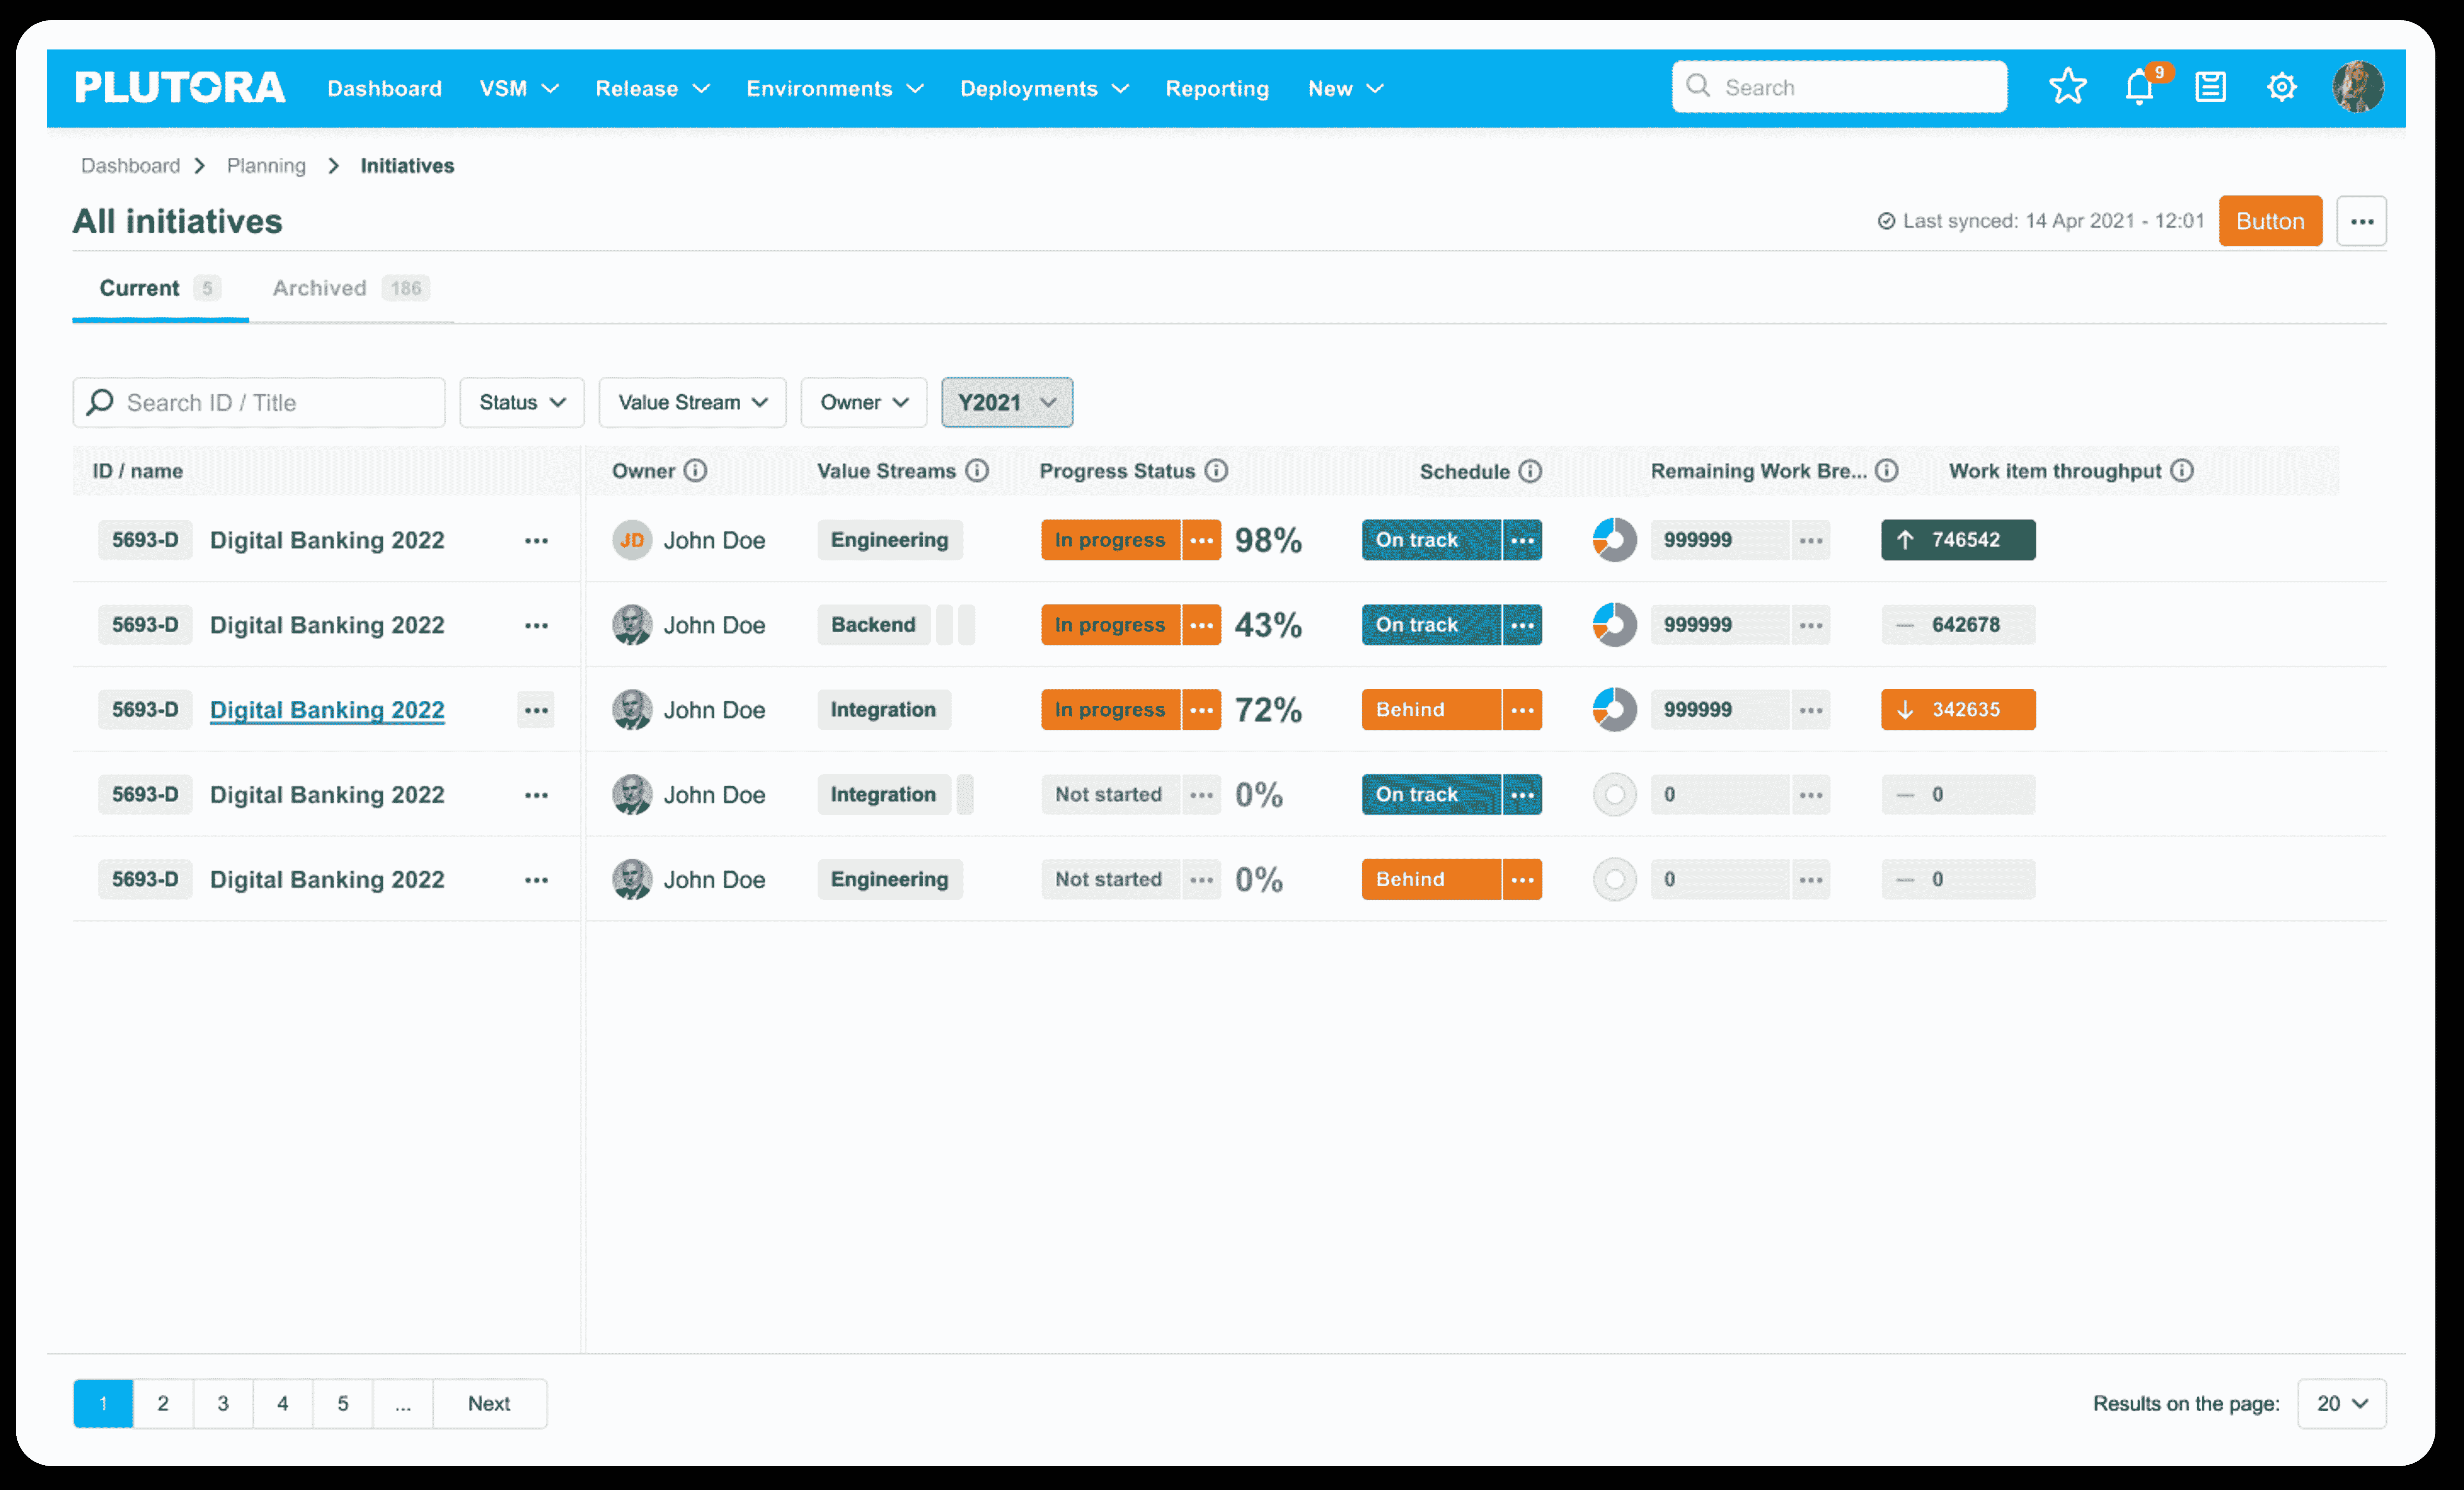 PLUTORA Dashboard VSM Release Environments Deployments Reporting New Search 9
Dashboard Planning Initiatives
All initiatives Last synced: 14 Apr 2021 - 12:01 Button ...
Current 5 Archived 186
Search ID / Title Status Value Stream Owner Y2021
ID / name Owner Value Streams Progress Status Schedule Remaining Work Bre... Work item throughput
5693-D Digital Banking 2022 ... JD John Doe Engineering In progress ... 98% On track ... 999999 ... 746542
5693-D Digital Banking 2022 ... John Doe Backend In progress ... 43% On track ... 999999 ... — 642678
5693-D Digital Banking 2022 ... John Doe Integration In progress ... 72% Behind ... 999999 ... 342635
5693-D Digital Banking 2022 ... John Doe Integration Not started ... 0% On track ... 0 ... — 0
5693-D Digital Banking 2022 ... John Doe Engineering Not started ... 0% Behind ... 0 ... — 0
1 2 3 4 5 ... Next Results on the page: 20